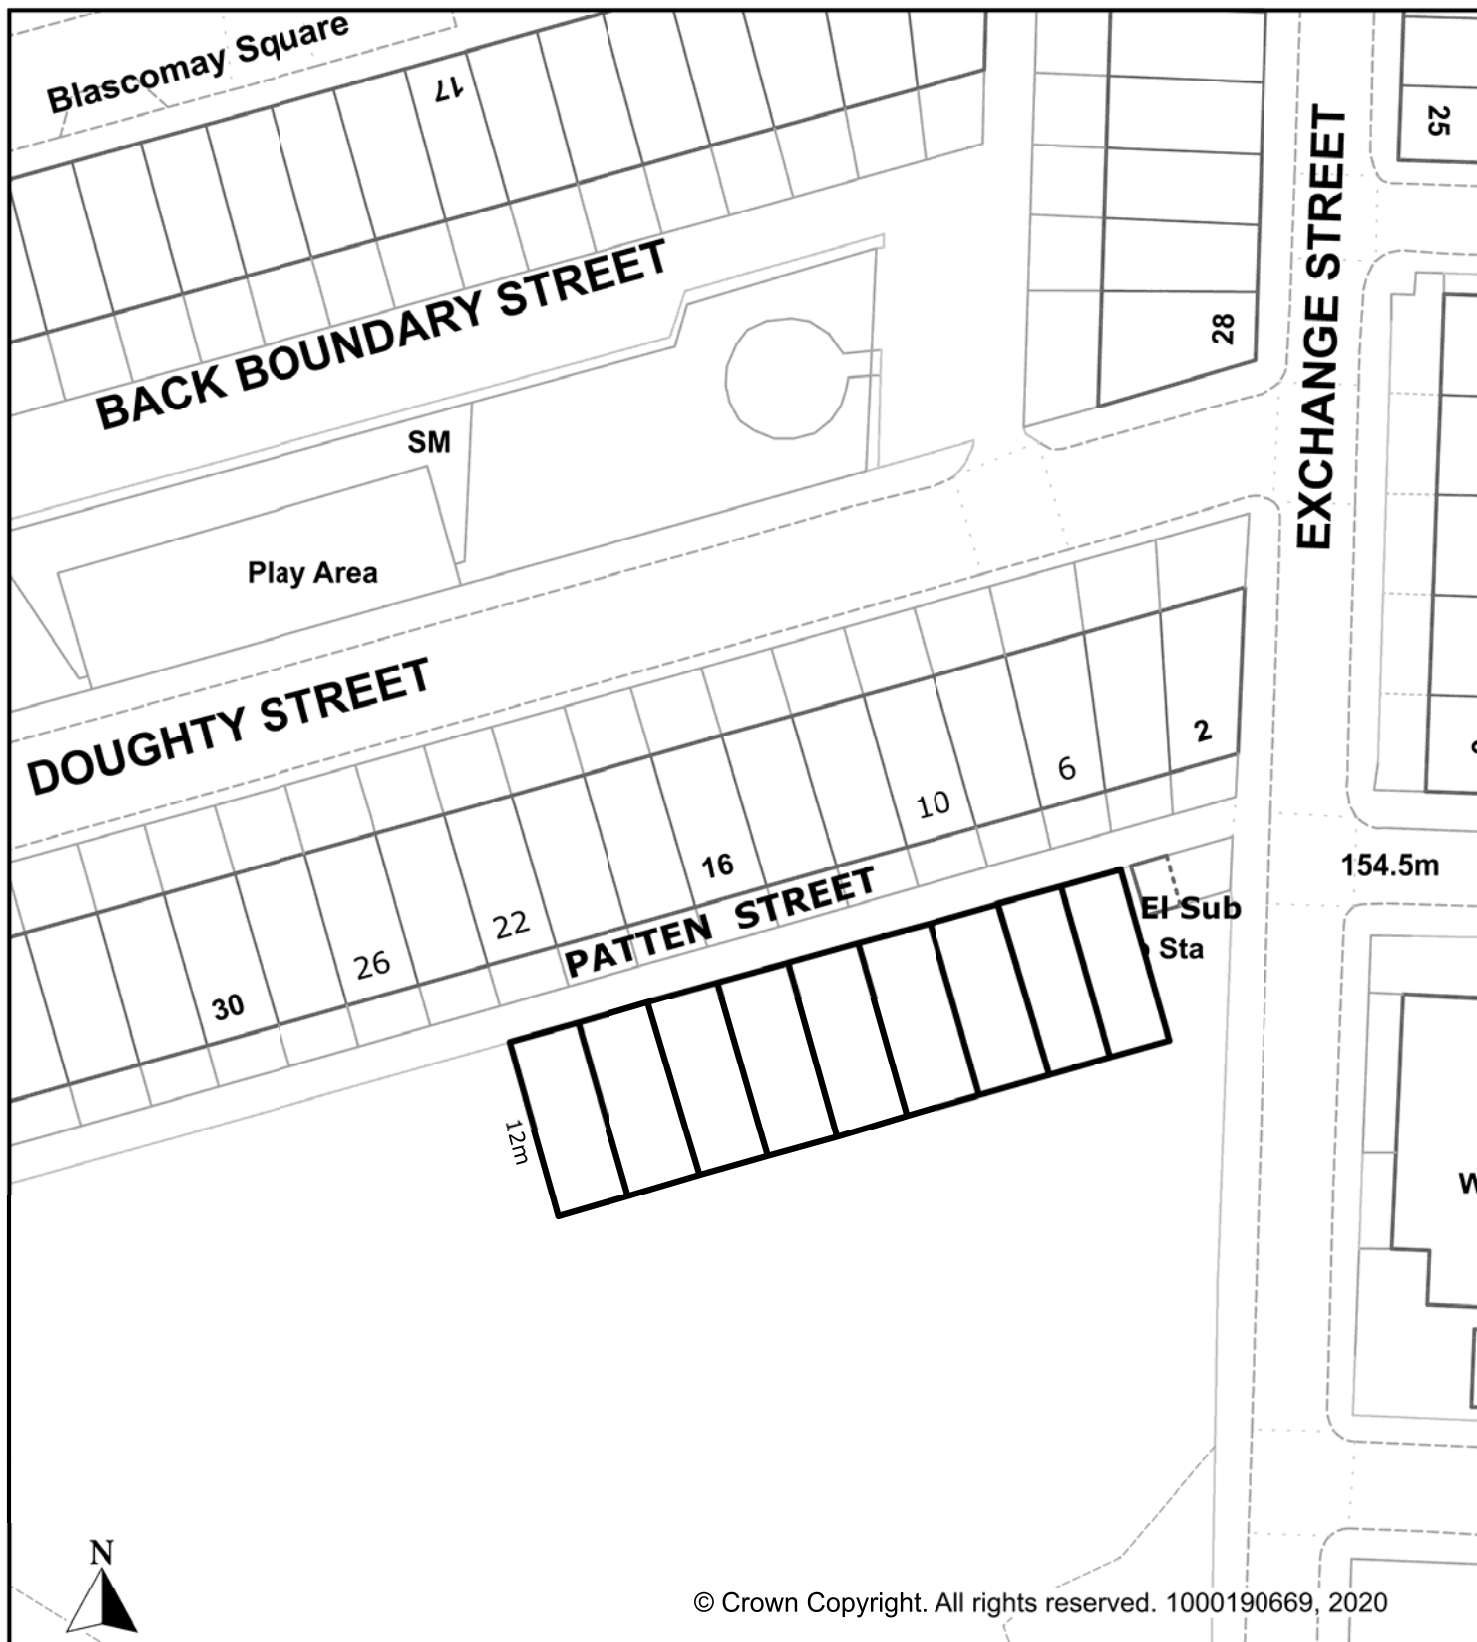 Blascomay Square
17
25
EXCHANGE STREET
BACK BOUNDARY STREET
28
SM
Play Area
DOUGHTY STREET
2
6
10
16
22
26
30
154.5m
PATTEN STREET
El Sub
Sta
12m
N
© Crown Copyright. All rights reserved. 1000190669, 2020